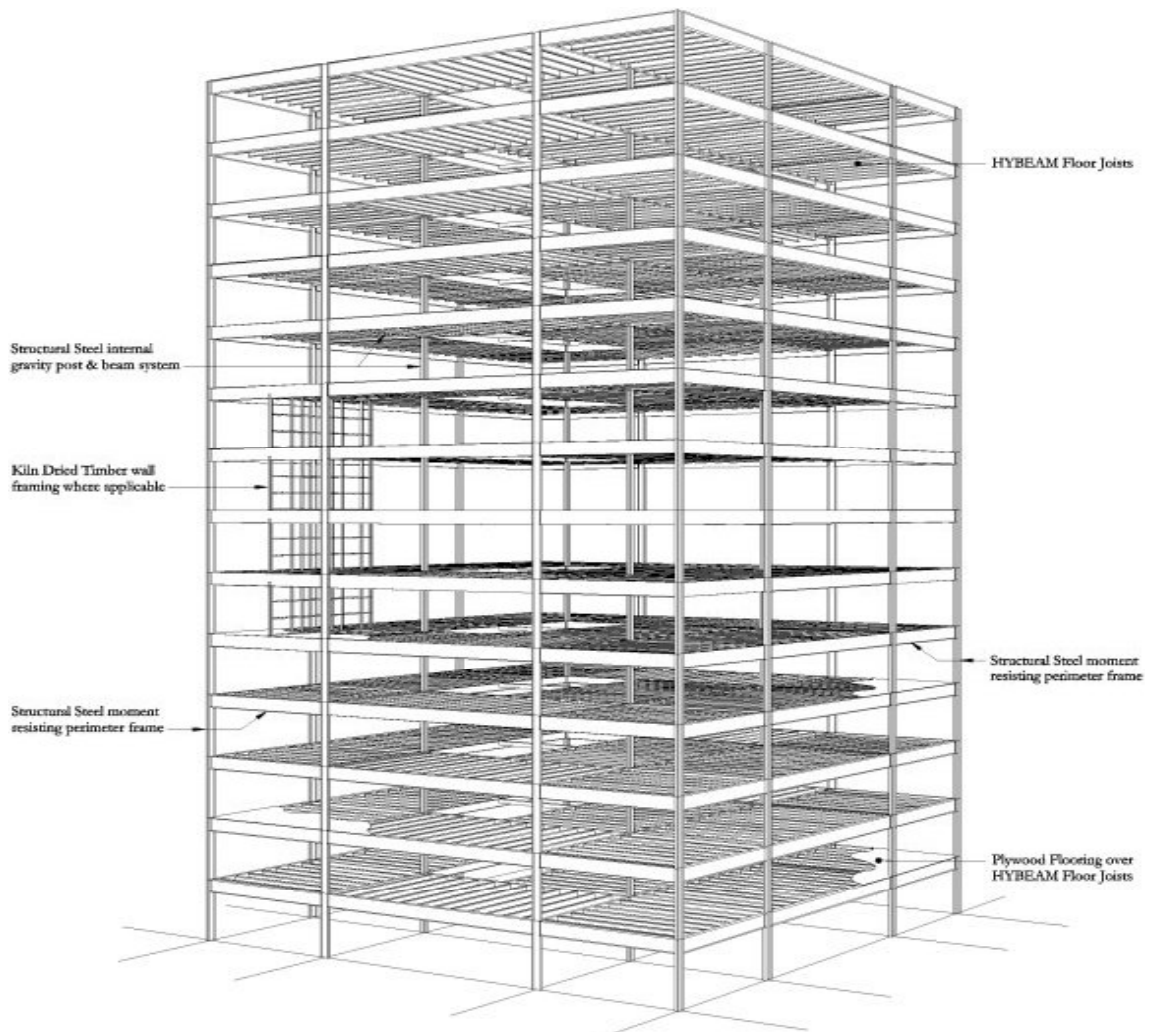 HYBEAM Floor Joists
Structural Steel internal
gravity post & beam system
Kiln Dried Timber wall
framing where applicable
Structural Steel moment
resisting perimeter frame
Structural Steel moment
resisting perimeter frame
Plywood Flooring over
HYBEAM Floor Joists